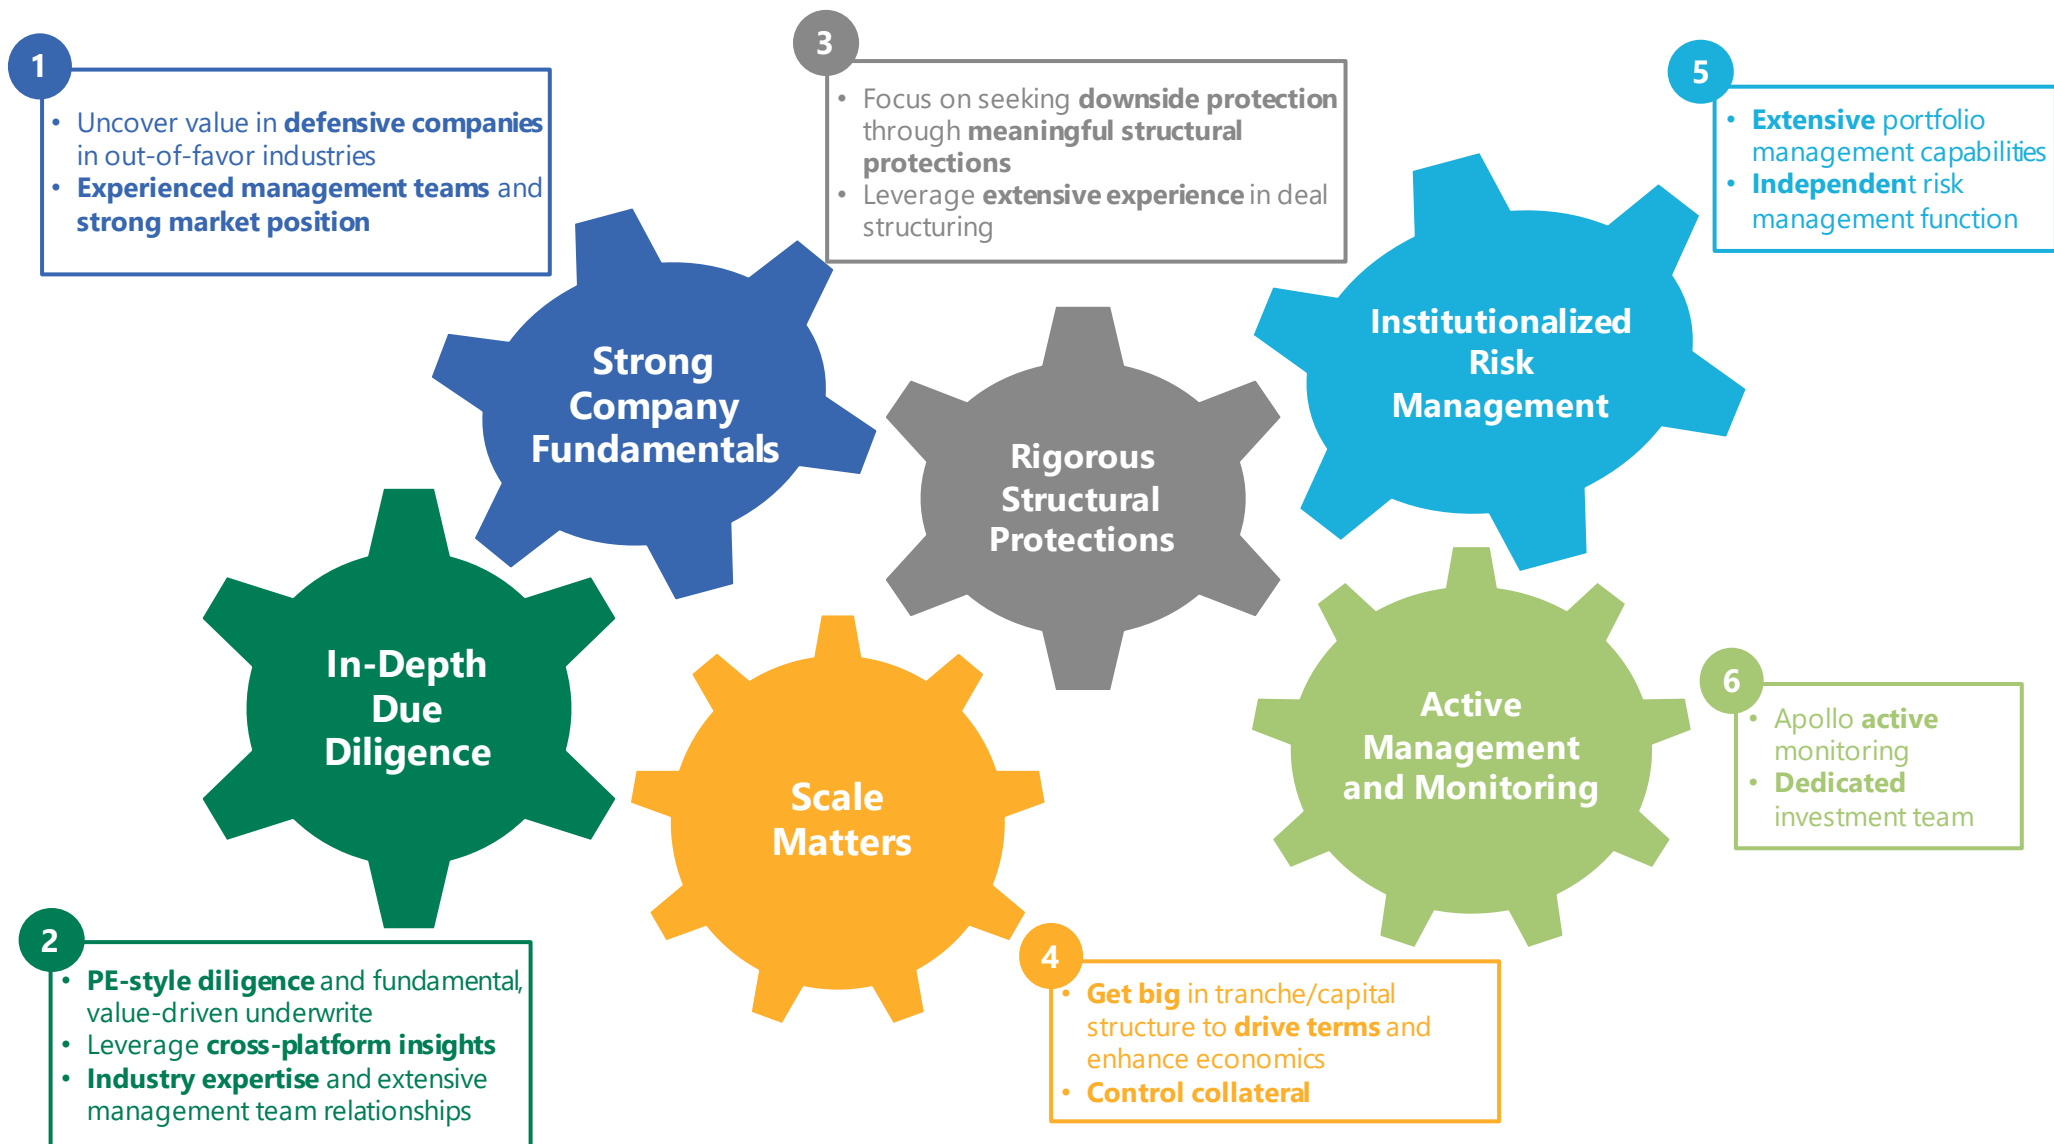 1
• Uncover value in defensive companies
in out-of-favor industries
• Experienced management teams and
strong market position
Strong
Company
Fundamentals
2
• PE-style diligence and fundamental,
value-driven underwrite
• Leverage cross-platform insights
• Industry expertise and extensive
management team relationships
In-Depth
Due
Diligence
3
• Focus on seeking downside protection
through meaningful structural
protections
• Leverage extensive experience in deal
structuring
Rigorous
Structural
Protections
4
• Get big in tranche/capital
structure to drive terms and
enhance economics
• Control collateral
Scale
Matters
5
• Extensive portfolio
management capabilities
• Independent risk
management function
Institutionalized
Risk
Management
6
• Apollo active
monitoring
• Dedicated
investment team
Active
Management
and Monitoring